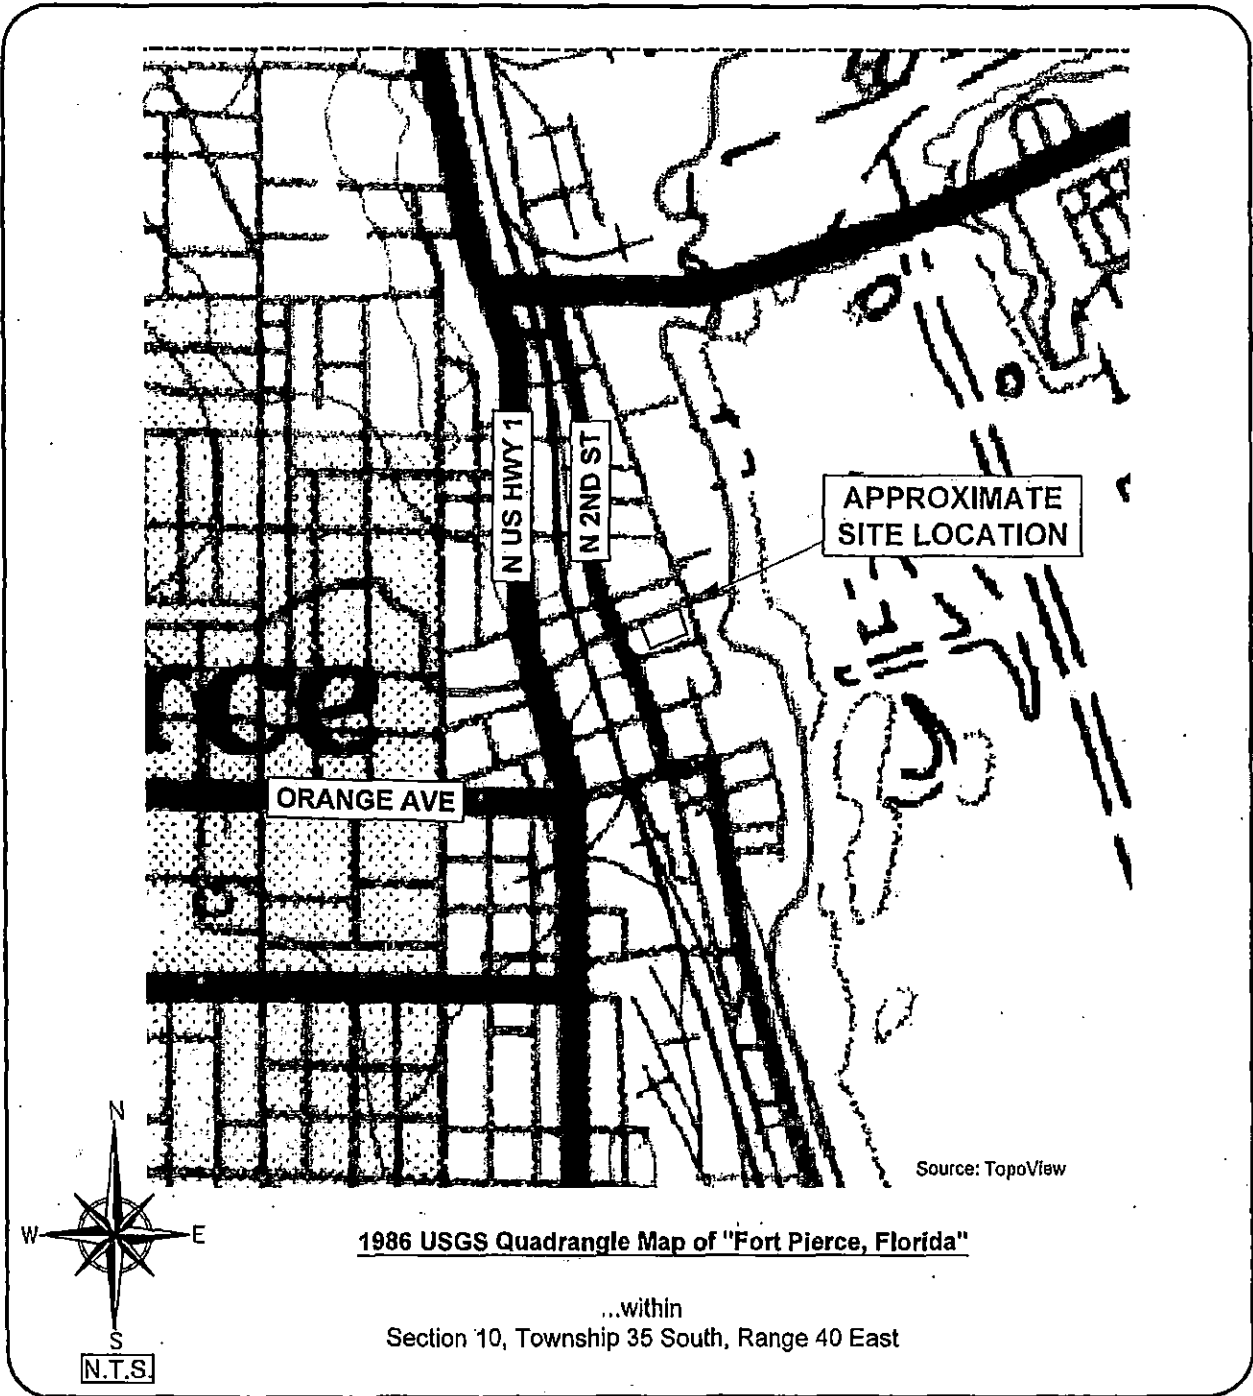 N US HWY 1
N 2ND ST
APPROXIMATE
SITE LOCATION
rce
ORANGE AVE
Source: TopoView
N
W
E
S
N.T.S.
1986 USGS Quadrangle Map of "Fort Pierce, Florida"
...within
Section 10, Township 35 South, Range 40 East